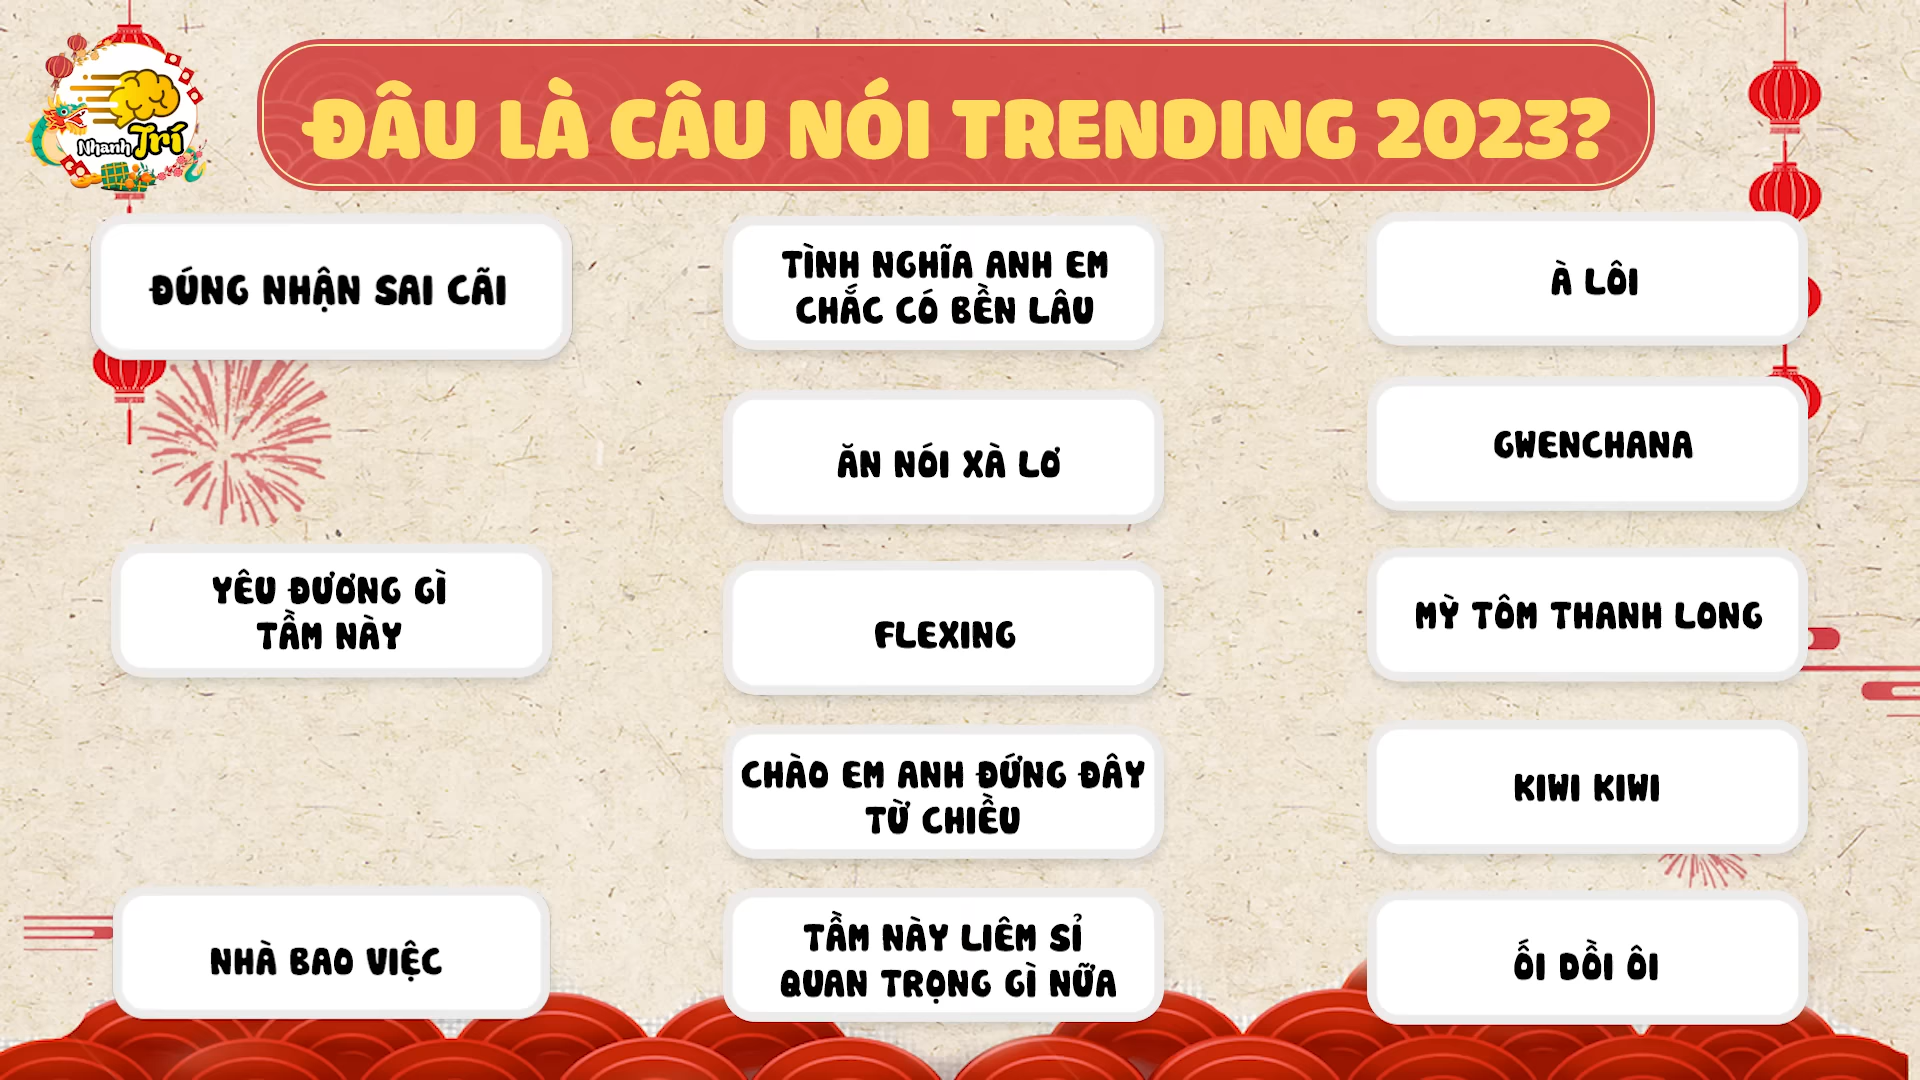 Nhanh Trí
ĐÂU LÀ CÂU NÓI TRENDING 2023?
ĐÚNG NHẬN SAI CÃI
YÊU ĐƯƠNG GÌ
TẦM NÀY
NHÀ BAO VIỆC
TÌNH NGHĨA ANH EM
CHẮC CÓ BỀN LÂU
ĂN NÓI XÀ LƠ
FLEXING
CHÀO EM ANH ĐỨNG ĐÂY
TỪ CHIỀU
TẦM NÀY LIÊM SỈ
QUAN TRỌNG GÌ NỮA
À LÔI
GWENCHANA
MỲ TÔM THANH LONG
KIWI KIWI
ỐI DỒI ÔI